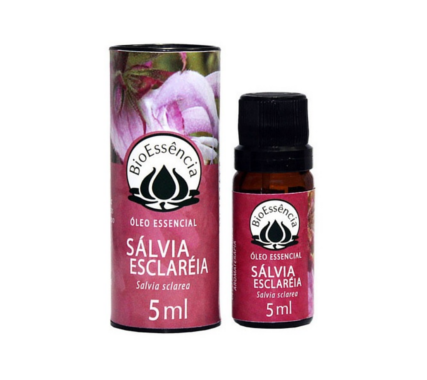 BioEssência
ÓLEO ESSENCIAL
SÁLVIA
ESCLARÉIA
Salvia sclarea
5ml
BioEssência
ÓLEO ESSENCIAL
SÁLVIA
ESCLARÉIA
Salvia sclarea
5ml